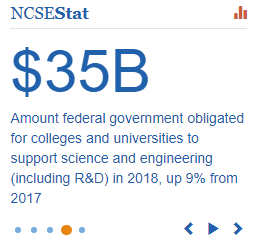 NCSEStat
$35B
Amount federal government obligated
for colleges and universities to
support science and engineering
(including R&D) in 2018, up 9% from
2017